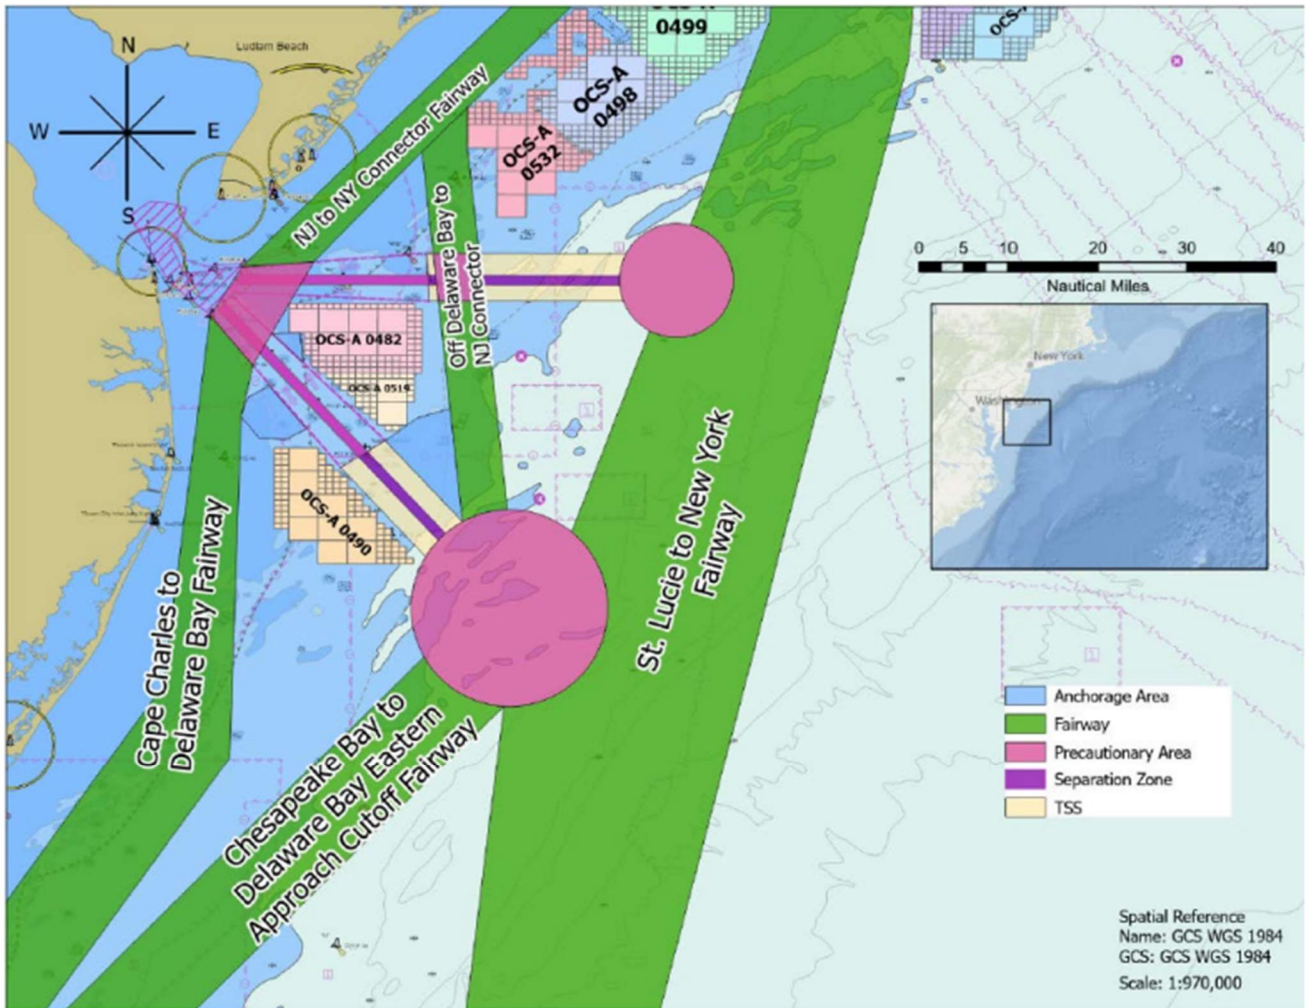 N
W
E
S
Ludlam Beach
0499
OCS-A
0498
OCS-A
0532
NJ to NY Connector Fairway
Off Delaware Bay to
NJ Connector
OCS-A 0482
OCS-A 0519
OCS-A 0490
Cape Charles to
Delaware Bay Fairway
Chesapeake Bay to
Delaware Bay Eastern
Approach Cutoff Fairway
St. Lucie to New York
Fairway
0 5 10 20 30 40
Nautical Miles
New York
Washington
Anchorage Area
Fairway
Precautionary Area
Separation Zone
TSS
Spatial Reference
Name: GCS WGS 1984
GCS: GCS WGS 1984
Scale: 1:970,000